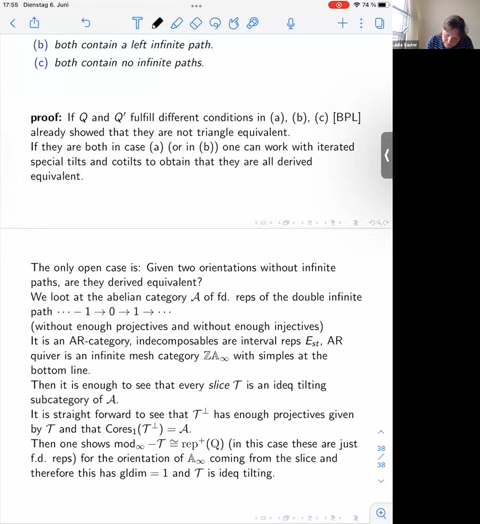 17:55 Dienstag 6. Juni
74 %
(b) both contain a left infinite path.
(c) both contain no infinite paths.
proof: If Q and Q′ fulfill different conditions in (a), (b), (c) [BPL]
already showed that they are not triangle equivalent.
If they are both in case (a) (or in (b)) one can work with iterated
special tilts and cotilts to obtain that they are all derived
equivalent.
The only open case is: Given two orientations without infinite
paths, are they derived equivalent?
We loot at the abelian category 𝒜 of fd. reps of the double infinite
path ⋯ − 1 → 0 → 1 → ⋯
(without enough projectives and without enough injectives)
It is an AR-category, indecomposables are interval reps E_{st}, AR
quiver is an infinite mesh category ℤ𝔸_∞ with simples at the
bottom line.
Then it is enough to see that every slice 𝒯 is an ideq tilting
subcategory of 𝒜.
It is straight forward to see that 𝒯^⊥ has enough projectives given
by 𝒯 and that Cores₁(𝒯^⊥) = 𝒜.
Then one shows mod_∞ −𝒯 ≅ rep⁺(Q) (in this case these are just
f.d. reps) for the orientation of 𝔸_∞ coming from the slice and
therefore this has gldim = 1 and 𝒯 is ideq tilting.
38
/
38